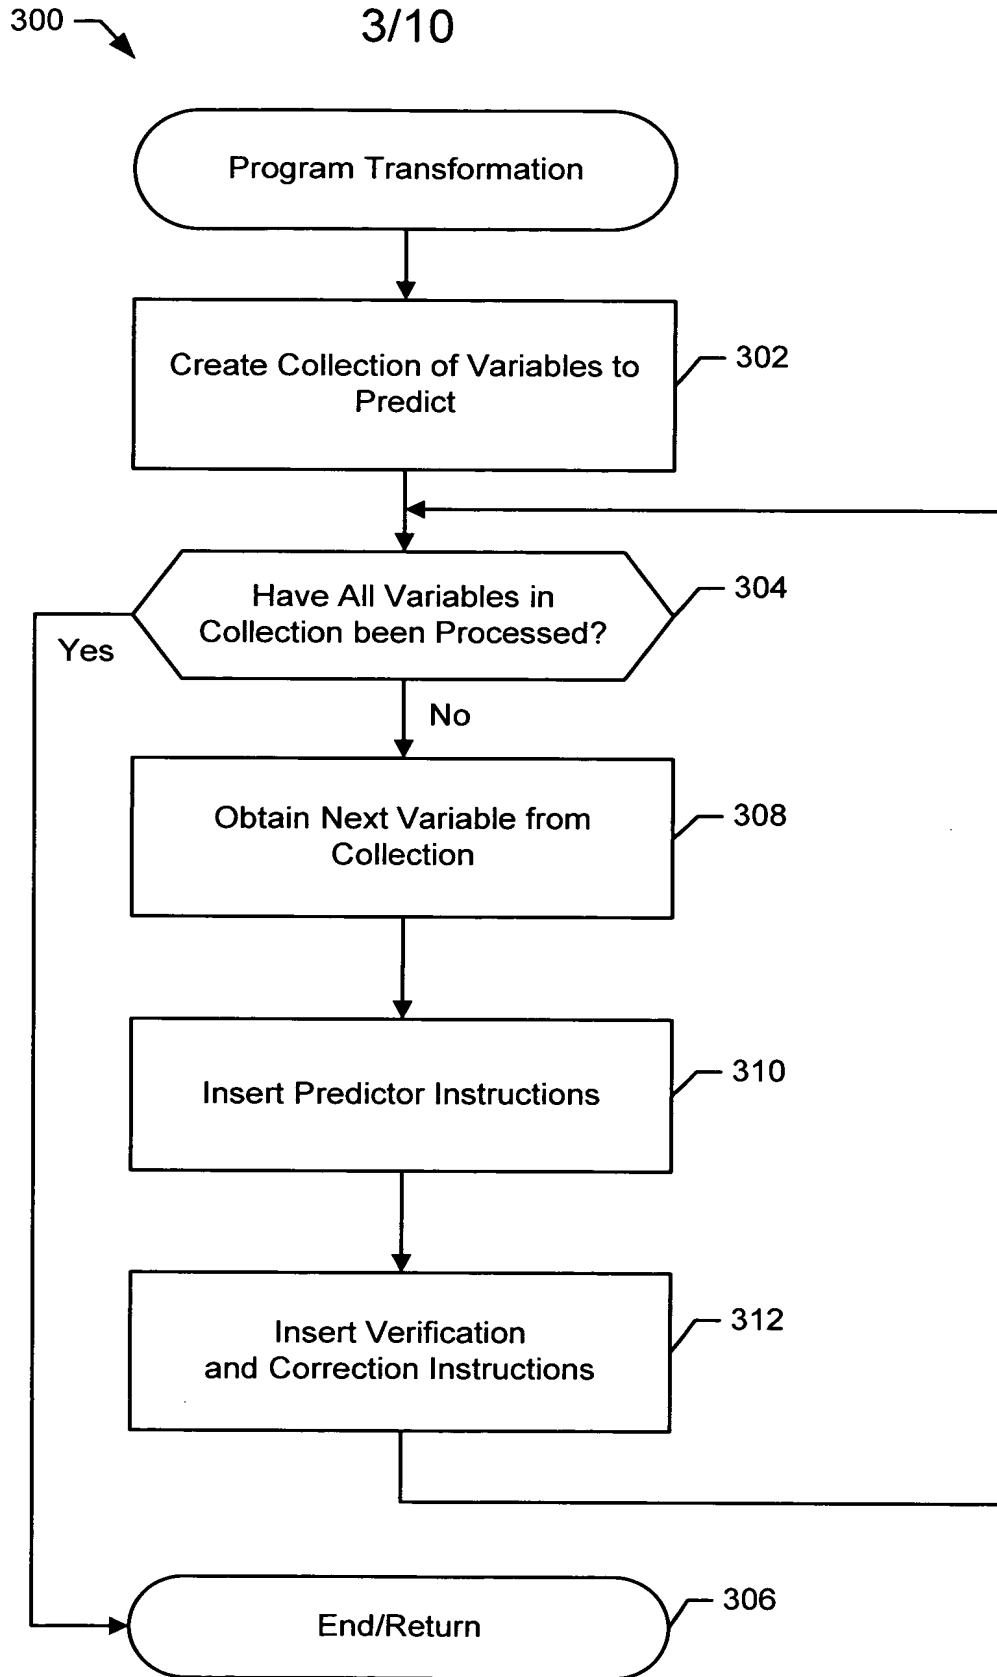 300
3/10
Program Transformation
Create Collection of Variables to
Predict
302
Have All Variables in
Collection been Processed?
304
Yes
No
Obtain Next Variable from
Collection
308
Insert Predictor Instructions
310
Insert Verification
and Correction Instructions
312
End/Return
306